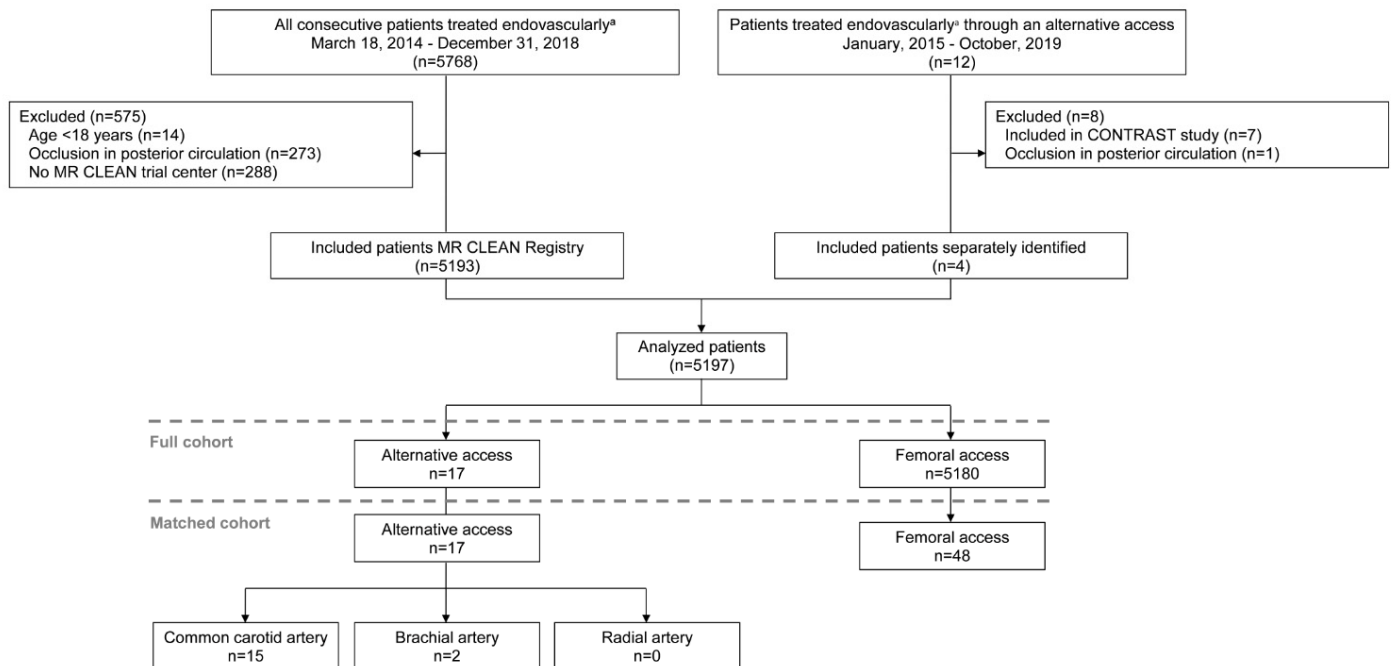 All consecutive patients treated endovascularlyª
March 18, 2014 - December 31, 2018
(n=5768)
Patients treated endovascularlyª through an alternative access
January, 2015 - October, 2019
(n=12)
Excluded (n=575)
Age <18 years (n=14)
Occlusion in posterior circulation (n=273)
No MR CLEAN trial center (n=288)
Excluded (n=8)
Included in CONTRAST study (n=7)
Occlusion in posterior circulation (n=1)
Included patients MR CLEAN Registry
(n=5193)
Included patients separately identified
(n=4)
Analyzed patients
(n=5197)
Full cohort
Alternative access
n=17
Femoral access
n=5180
Matched cohort
Alternative access
n=17
Femoral access
n=48
Common carotid artery
n=15
Brachial artery
n=2
Radial artery
n=0